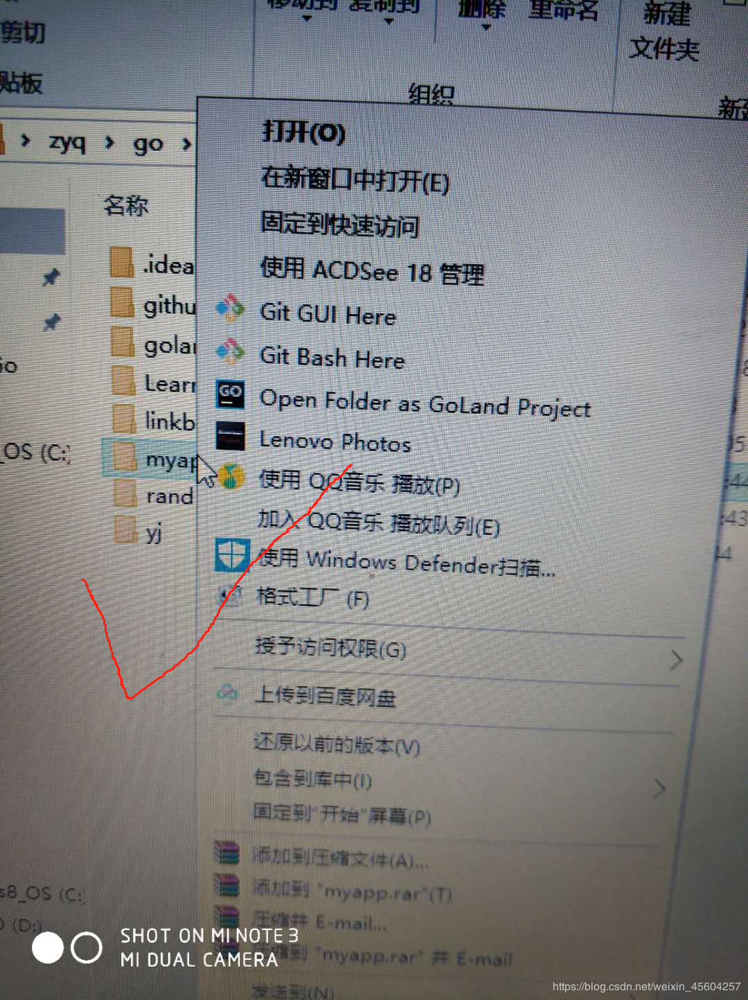 移动到 复制到 删除 重命名 新建
剪切
文件夹
贴板
组织
新建
zyq > go >
打开(O)
在新窗口中打开(E)
名称
固定到快速访问
.idea
使用 ACDSee 18 管理
githu
Git GUI Here
golan
Git Bash Here
Go
Learn
GO
Open Folder as GoLand Project
linkb
Lenovo Photos
_OS (C:)
myap
使用 QQ音乐 播放(P)
rand
加入 QQ音乐 播放队列(E)
yj
使用 Windows Defender扫描...
格式工厂 (F)
授予访问权限(G)
上传到百度网盘
还原以前的版本(V)
包含到库中(I)
固定到"开始"屏幕(P)
添加到压缩文件(A)...
添加到 "myapp.rar"(T)
s8_OS (C:)
压缩并 E-mail...
(D:)
压缩到 "myapp.rar" 并 E-mail
发送到(N)
SHOT ON MI NOTE 3
MI DUAL CAMERA
https://blog.csdn.net/weixin_45604257